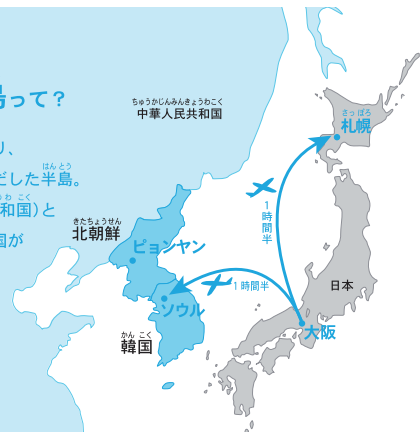 って？
り、
はんとう
だした半島。
わこく
和国)と
国が
ちゅうかじんみんきょうわこく
中華人民共和国
さっぽろ
札幌
1時間半
きたちょうせん
北朝鮮
ピョンヤン
1時間半
日本
ソウル
大阪
かんこく
韓国